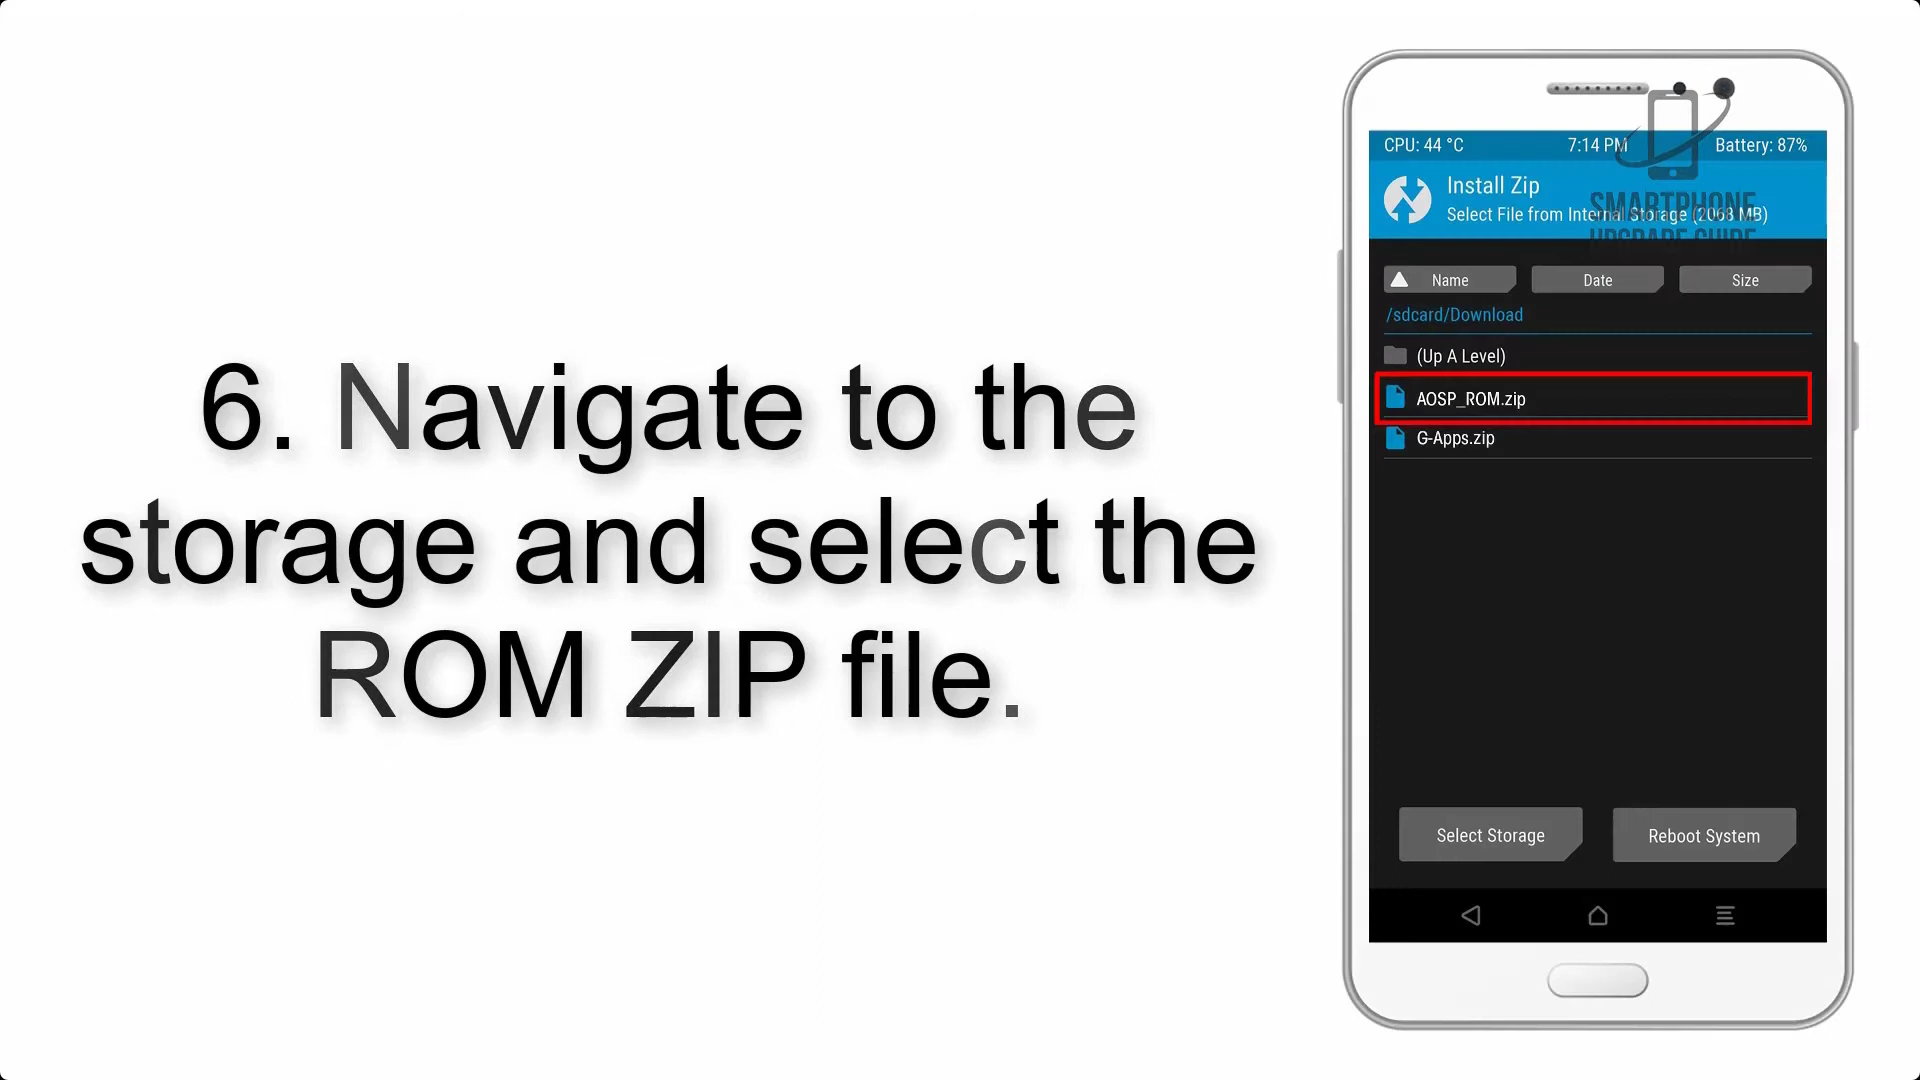 6. Navigate to the
storage and select the
ROM ZIP file.
CPU: 44 °C 7:14 PM Battery: 87%
Install Zip
Select File from Internal Storage (2068 MB)
SMARTPHONE
UPGRADE GUIDE
Name Date Size
/sdcard/Download
(Up A Level)
AOSP_ROM.zip
G-Apps.zip
Select Storage Reboot System